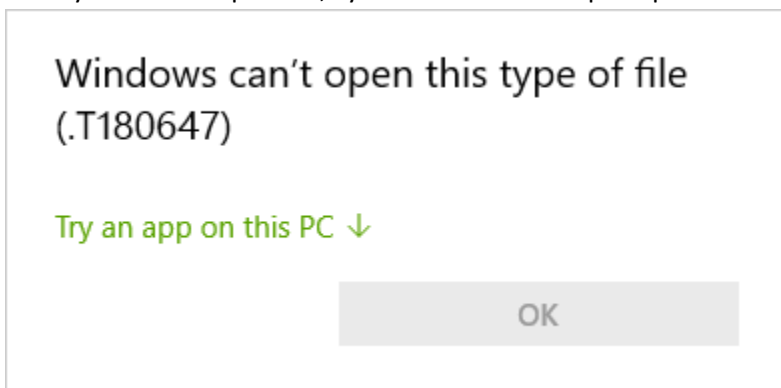 Windows can't open this type of file
(.T180647)
Try an app on this PC ↓
OK